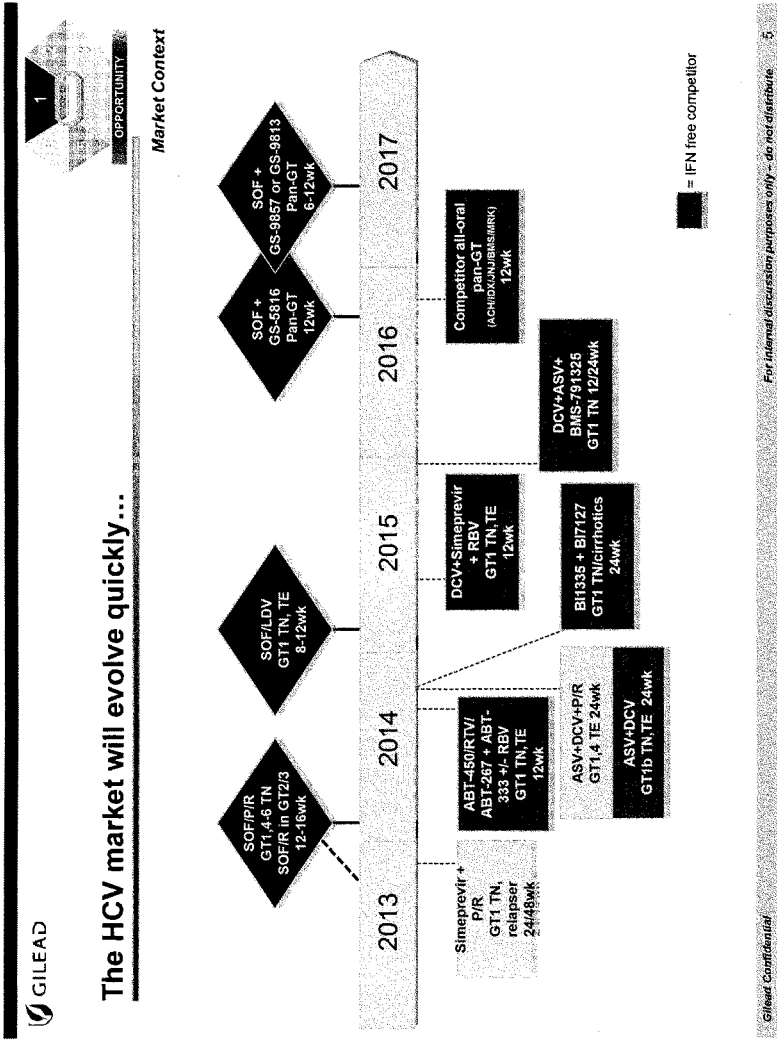 GILEAD
1
OPPORTUNITY
The HCV market will evolve quickly…
Market Context
SOF/P/R
GT1,4-6 TN
SOF/R in GT2/3
12-16wk
SOF/LDV
GT1 TN, TE
8-12wk
SOF +
GS-5816
Pan-GT
12wk
SOF +
GS-9857 or GS-9813
Pan-GT
6-12wk
2013
2014
2015
2016
2017
Simeprevir +
P/R
GT1 TN,
relapser
24/48wk
ABT-450/RTV/
ABT-267 + ABT-
333 +/- RBV
GT1 TN,TE
12wk
ASV+DCV+P/R
GT1,4 TE 24wk
ASV+DCV
GT1b TN,TE 24wk
BI1335 + BI7127
GT1 TN/cirrhotics
24wk
DCV+Simeprevir
+ RBV
GT1 TN,TE
12wk
DCV+ASV+
BMS-791325
GT1 TN 12/24wk
Competitor all-oral
pan-GT
(ACH/IDX/JNJ/BMS/MRK)
12wk
= IFN free competitor
Gilead Confidential
For internal discussion purposes only – do not distribute
5